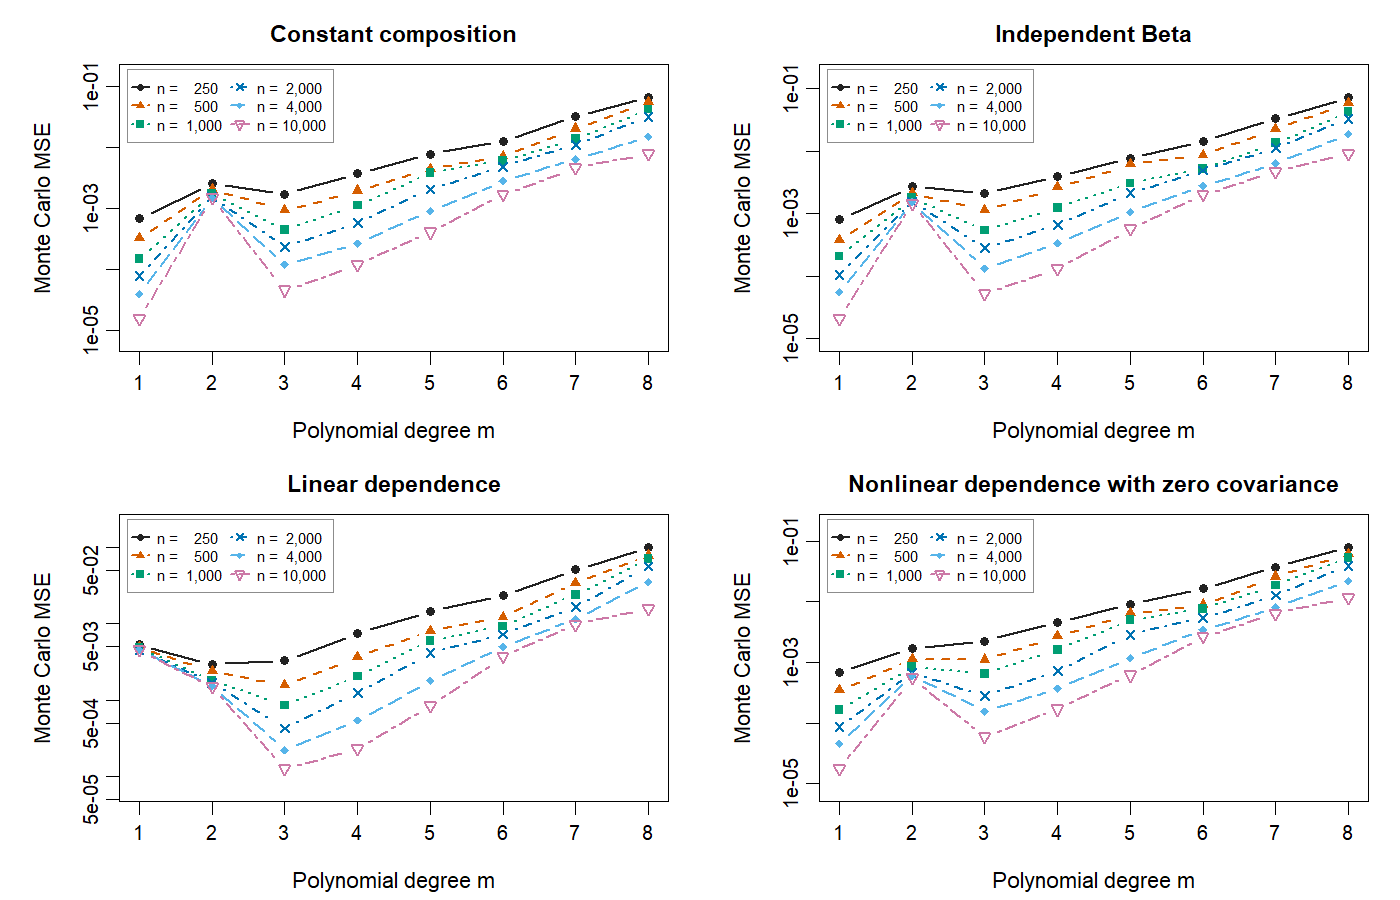 Constant composition
n = 250 n = 2,000
n = 500 n = 4,000
n = 1,000 n = 10,000
Monte Carlo MSE
1e-01
1e-03
1e-05
1 2 3 4 5 6 7 8
Polynomial degree m
Independent Beta
n = 250 n = 2,000
n = 500 n = 4,000
n = 1,000 n = 10,000
Monte Carlo MSE
1e-01
1e-03
1e-05
1 2 3 4 5 6 7 8
Polynomial degree m
Linear dependence
n = 250 n = 2,000
n = 500 n = 4,000
n = 1,000 n = 10,000
Monte Carlo MSE
5e-02
5e-03
5e-04
5e-05
1 2 3 4 5 6 7 8
Polynomial degree m
Nonlinear dependence with zero covariance
n = 250 n = 2,000
n = 500 n = 4,000
n = 1,000 n = 10,000
Monte Carlo MSE
1e-01
1e-03
1e-05
1 2 3 4 5 6 7 8
Polynomial degree m